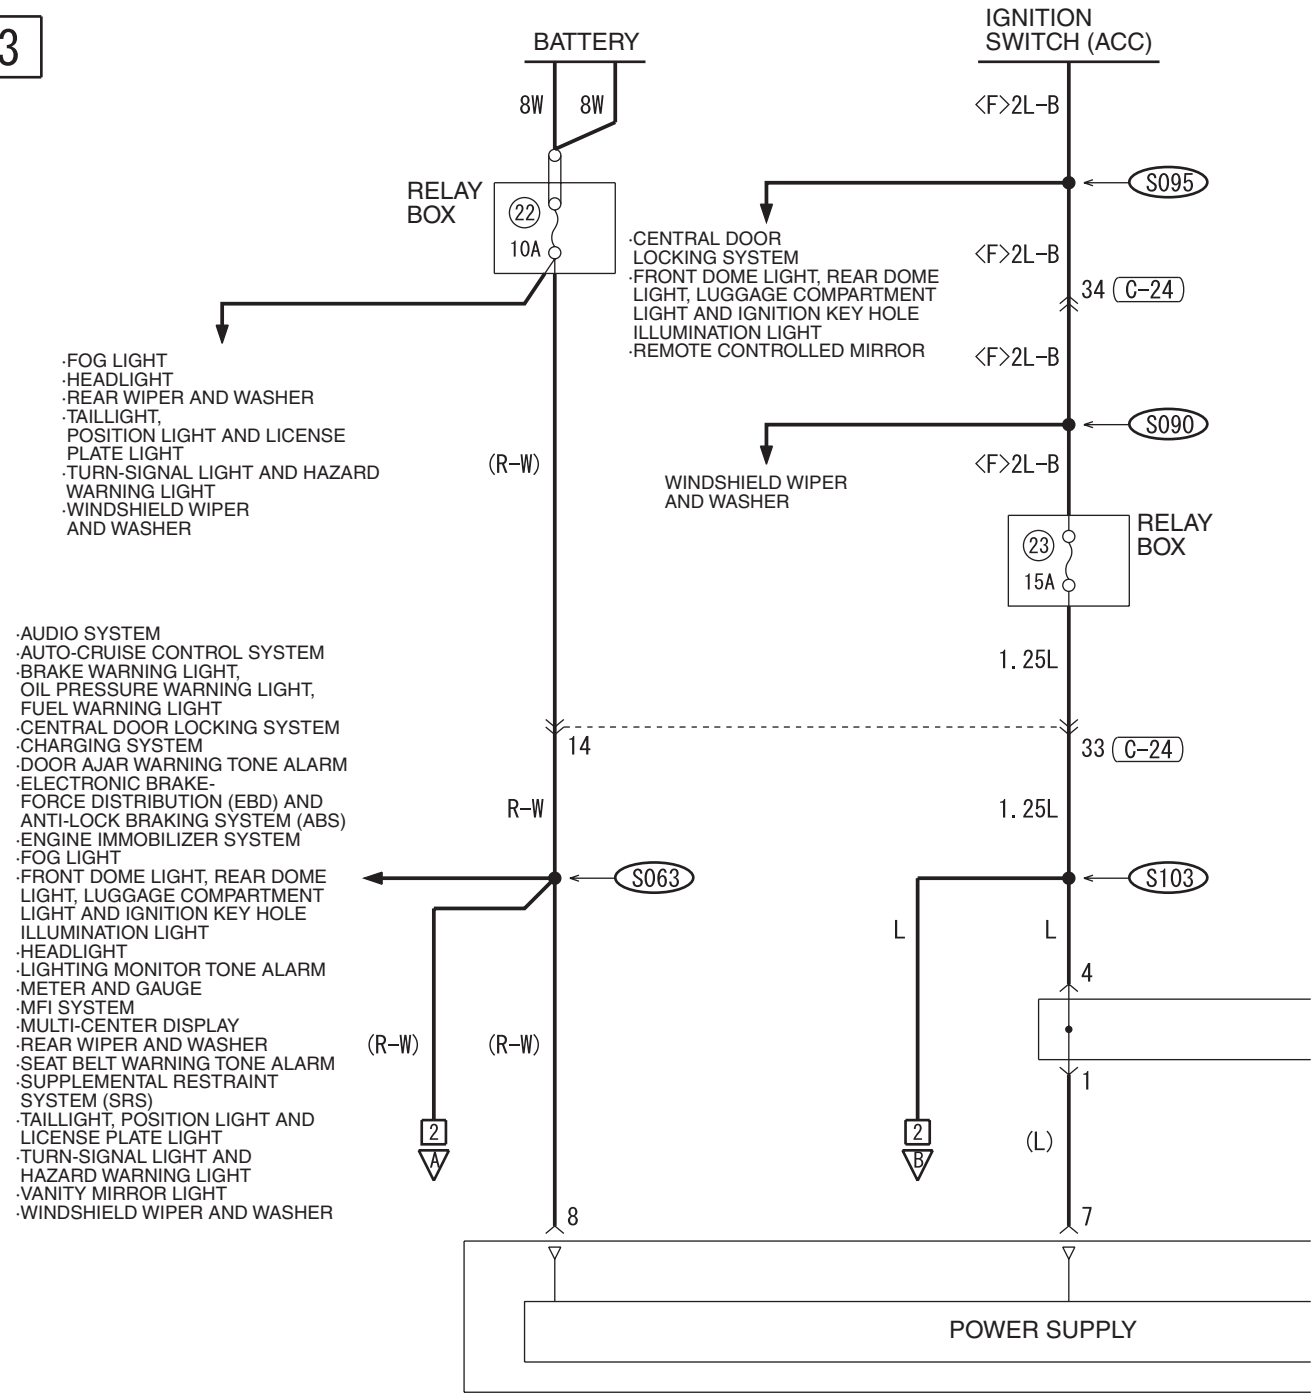 3
BATTERY
IGNITION
SWITCH (ACC)
8W
8W
<F>2L-B
RELAY
BOX
22
10A
S095
·CENTRAL DOOR
LOCKING SYSTEM
·FRONT DOME LIGHT, REAR DOME
LIGHT, LUGGAGE COMPARTMENT
LIGHT AND IGNITION KEY HOLE
ILLUMINATION LIGHT
·REMOTE CONTROLLED MIRROR
<F>2L-B
34 C-24
<F>2L-B
·FOG LIGHT
·HEADLIGHT
·REAR WIPER AND WASHER
·TAILLIGHT,
POSITION LIGHT AND LICENSE
PLATE LIGHT
·TURN-SIGNAL LIGHT AND HAZARD
WARNING LIGHT
·WINDSHIELD WIPER
AND WASHER
(R-W)
S090
WINDSHIELD WIPER
AND WASHER
<F>2L-B
23
15A
RELAY
BOX
1.25L
·AUDIO SYSTEM
·AUTO-CRUISE CONTROL SYSTEM
·BRAKE WARNING LIGHT,
OIL PRESSURE WARNING LIGHT,
FUEL WARNING LIGHT
·CENTRAL DOOR LOCKING SYSTEM
·CHARGING SYSTEM
·DOOR AJAR WARNING TONE ALARM
·ELECTRONIC BRAKE-
FORCE DISTRIBUTION (EBD) AND
ANTI-LOCK BRAKING SYSTEM (ABS)
·ENGINE IMMOBILIZER SYSTEM
·FOG LIGHT
·FRONT DOME LIGHT, REAR DOME
LIGHT, LUGGAGE COMPARTMENT
LIGHT AND IGNITION KEY HOLE
ILLUMINATION LIGHT
·HEADLIGHT
·LIGHTING MONITOR TONE ALARM
·METER AND GAUGE
·MFI SYSTEM
·MULTI-CENTER DISPLAY
·REAR WIPER AND WASHER
·SEAT BELT WARNING TONE ALARM
·SUPPLEMENTAL RESTRAINT
SYSTEM (SRS)
·TAILLIGHT, POSITION LIGHT AND
LICENSE PLATE LIGHT
·TURN-SIGNAL LIGHT AND
HAZARD WARNING LIGHT
·VANITY MIRROR LIGHT
·WINDSHIELD WIPER AND WASHER
14
33 C-24
R-W
1.25L
S063
S103
L
L
4
(R-W)
(R-W)
1
2
A
2
B
(L)
8
7
POWER SUPPLY